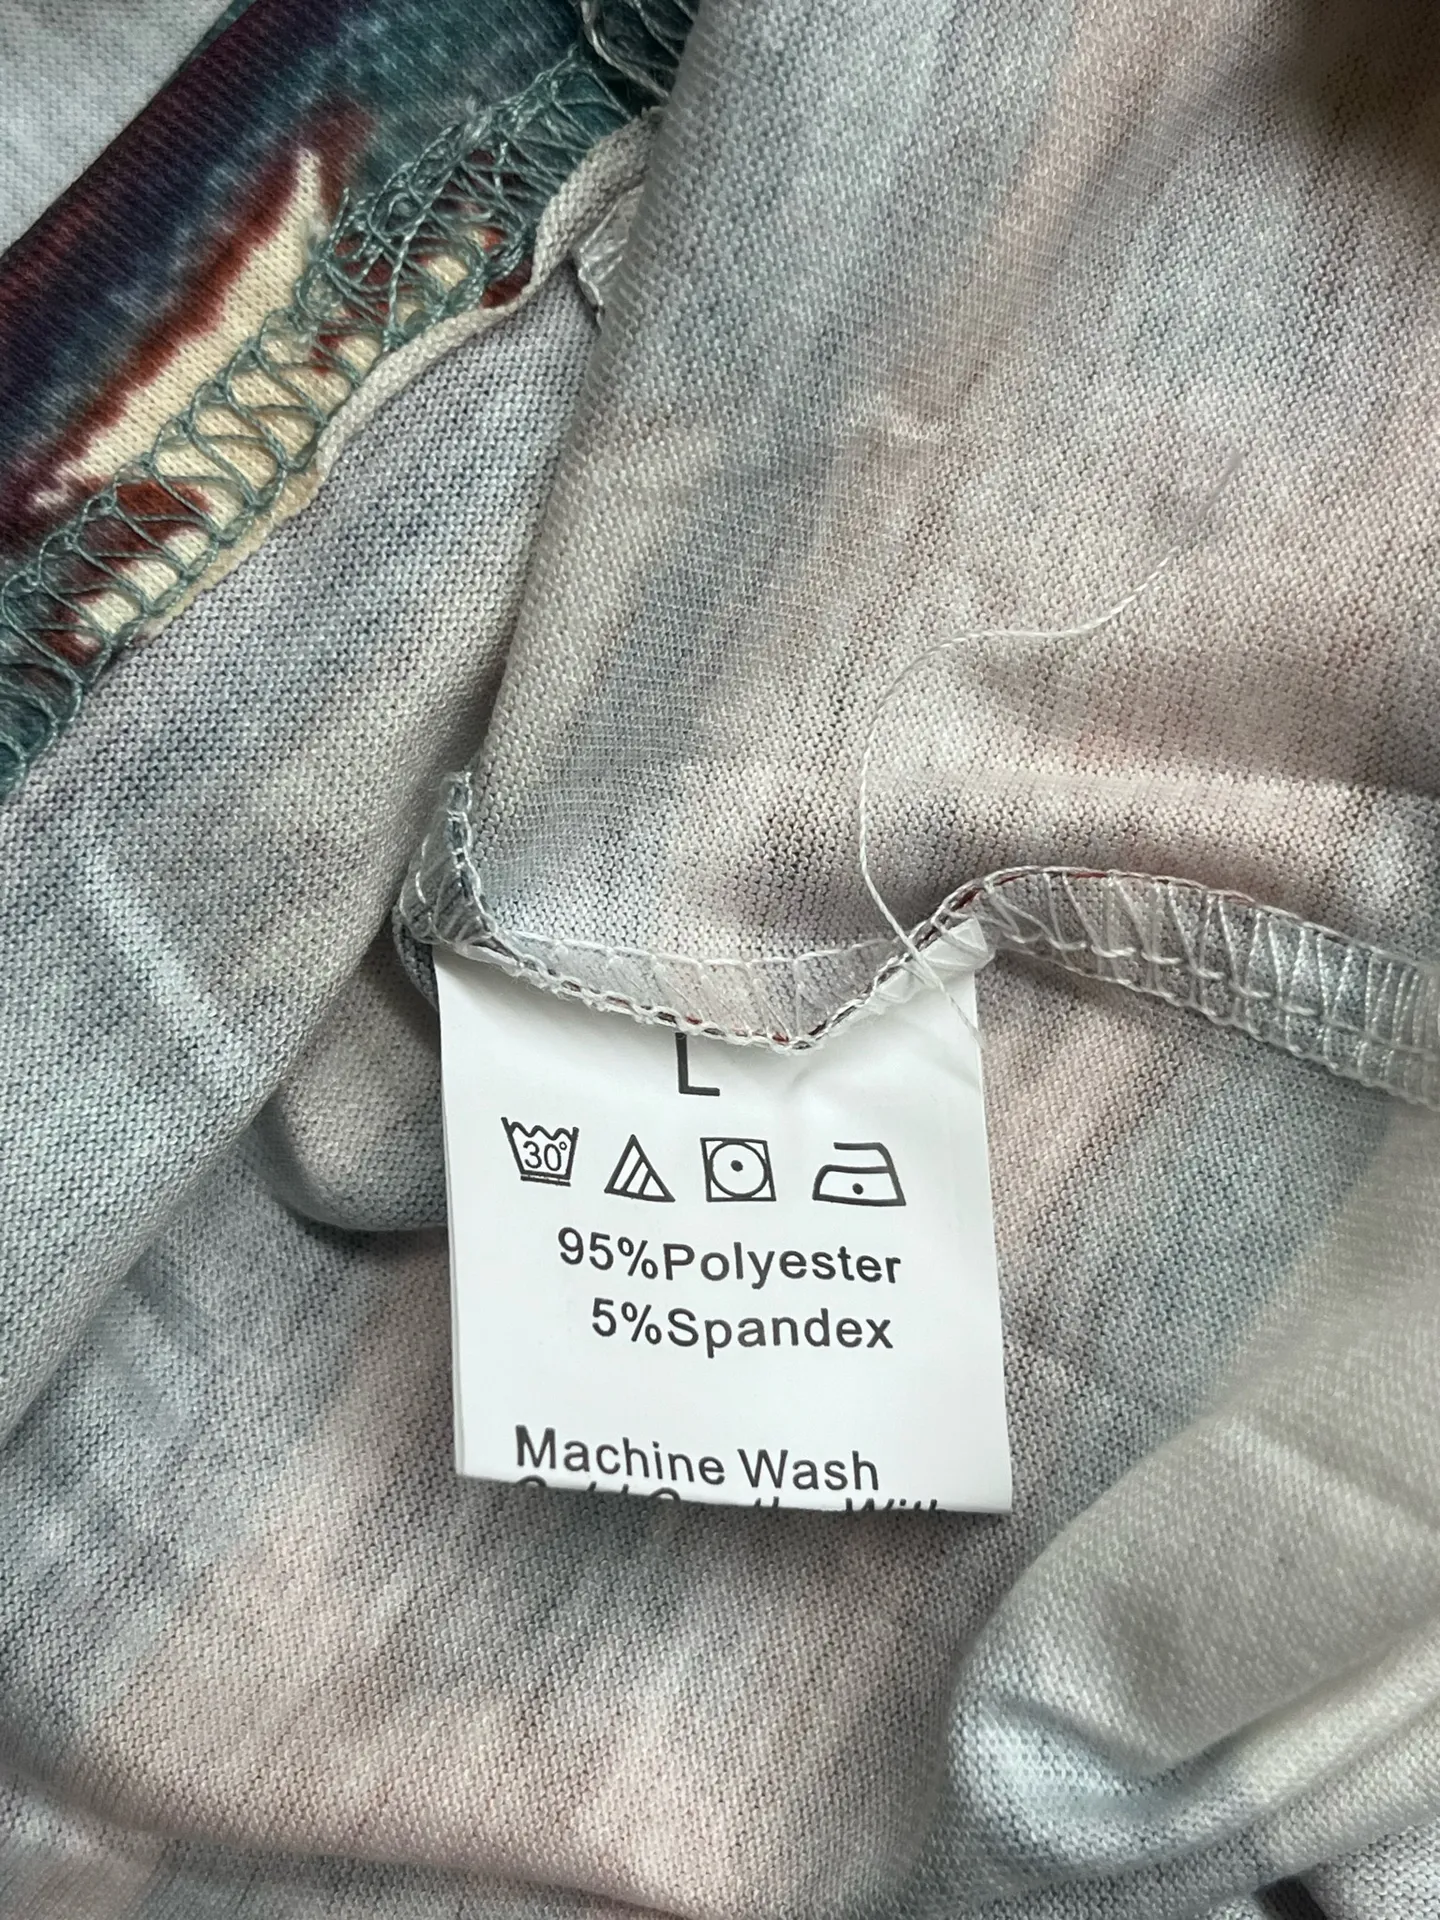 L
30°
95%Polyester
5%Spandex
Machine Wash